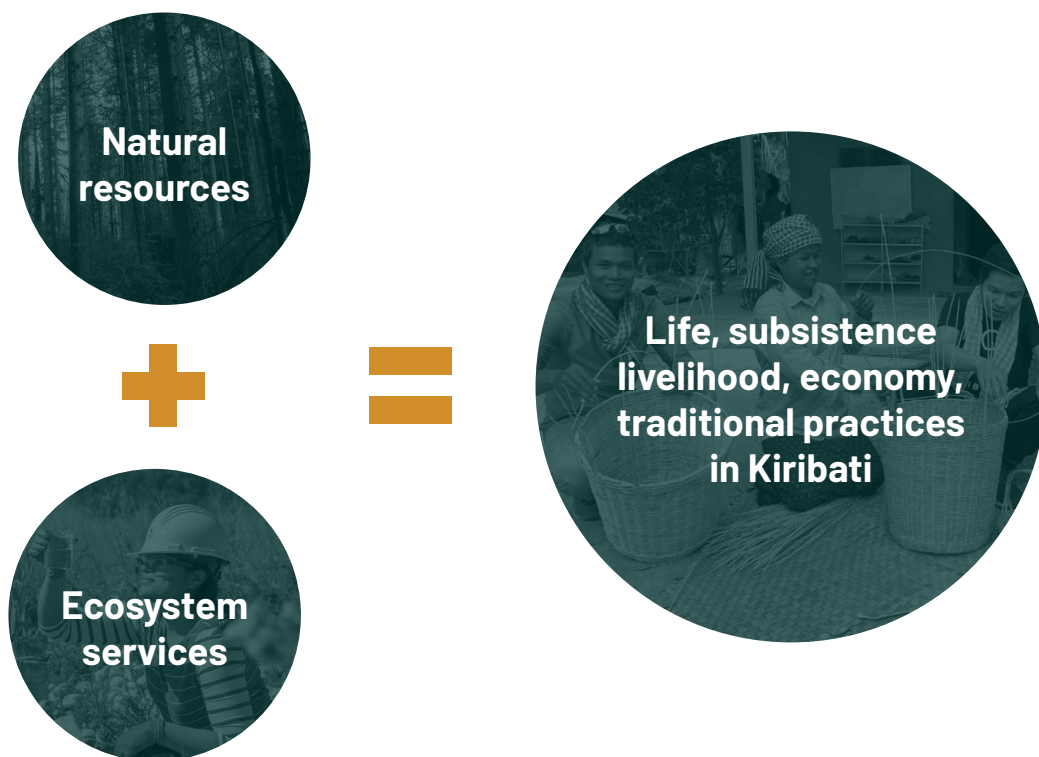 Natural
resources
Ecosystem
services
Life, subsistence
livelihood, economy,
traditional practices
in Kiribati